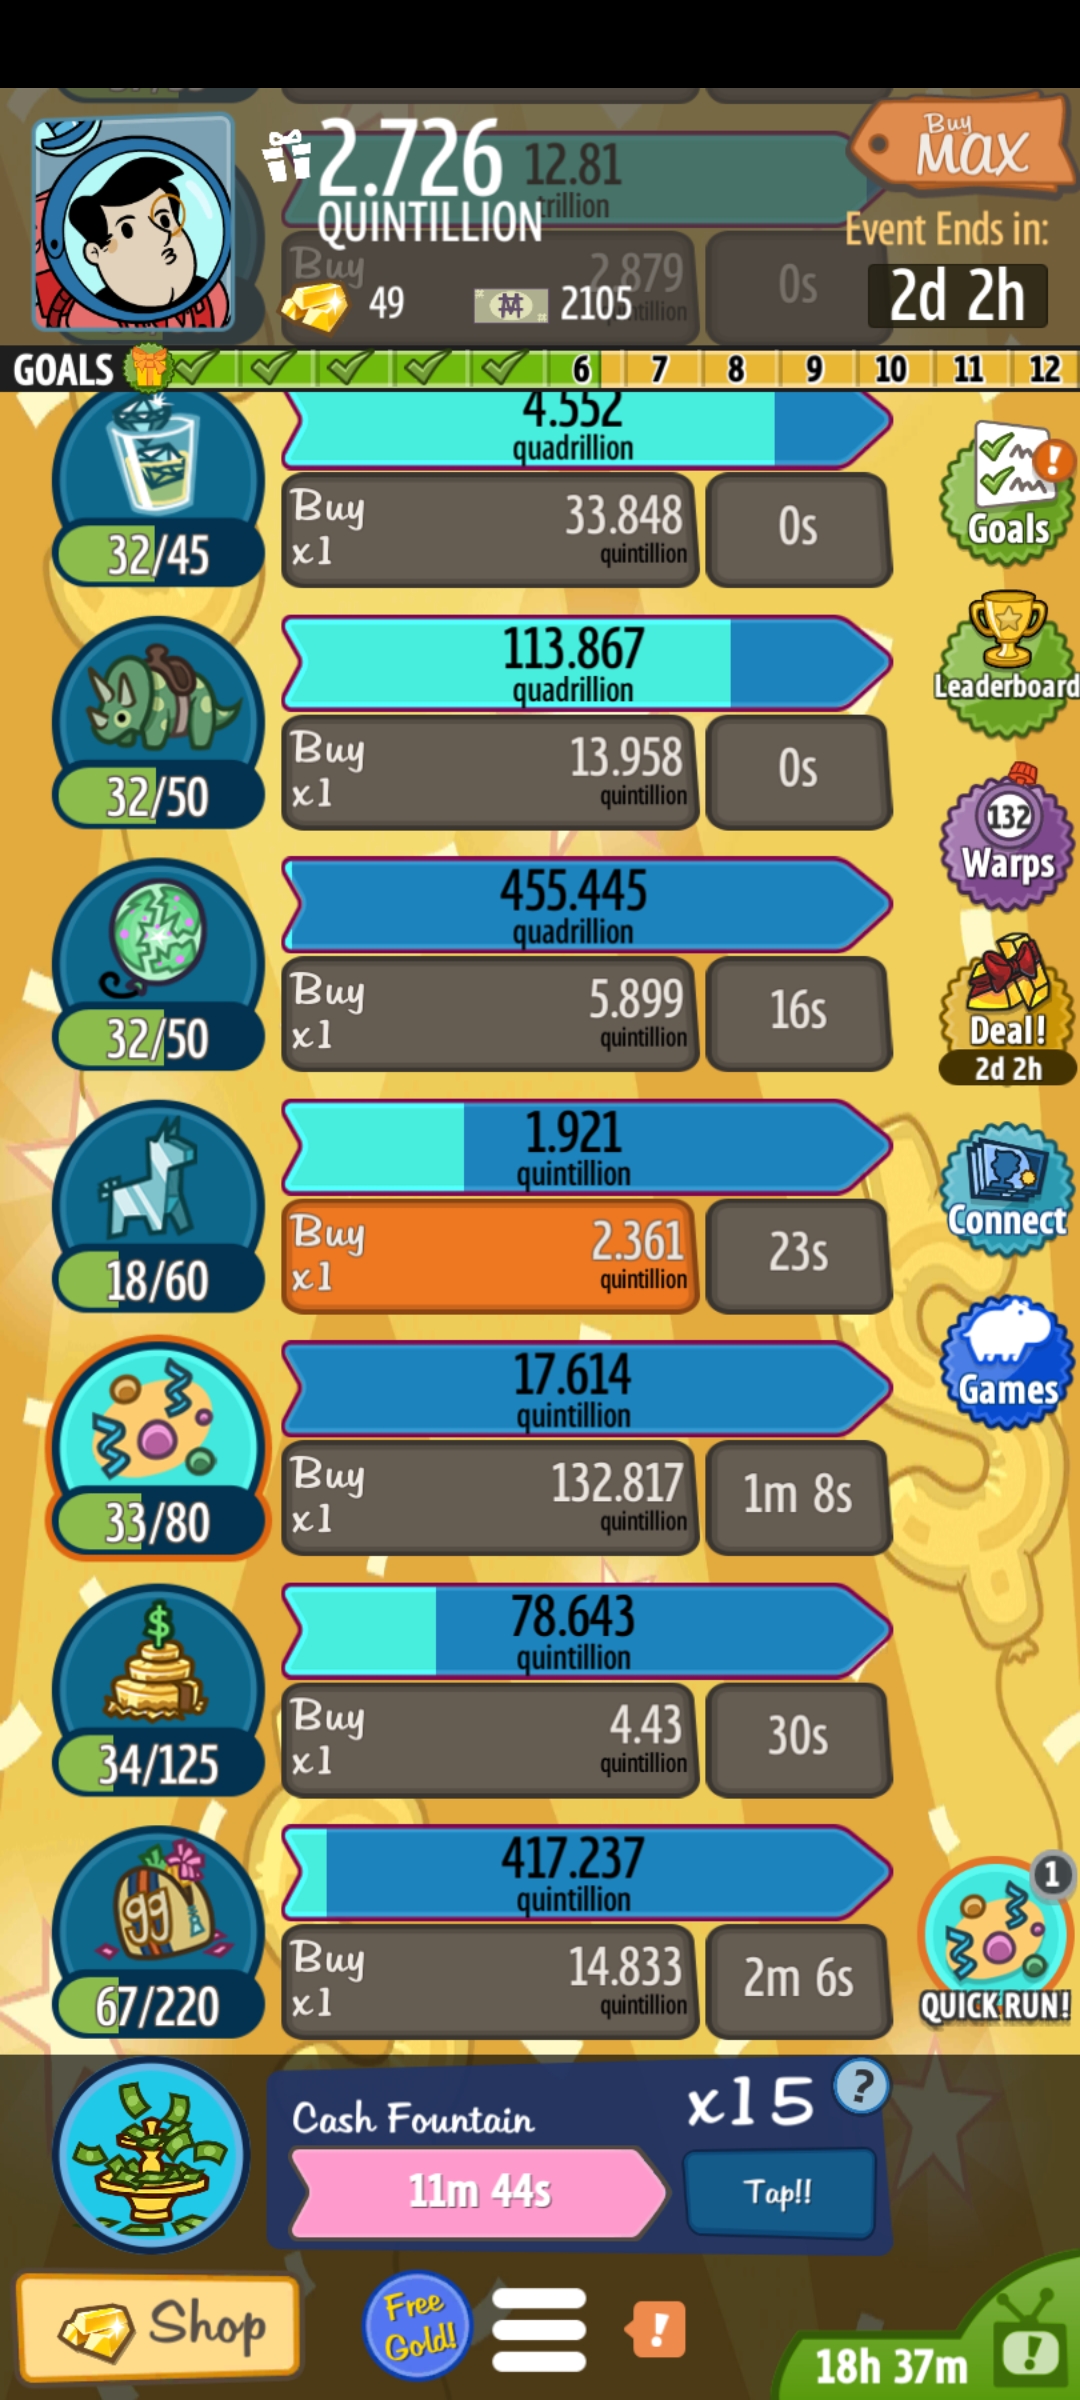 2.726
QUINTILLION
12.81
trillion
Buy
MAX
Event Ends in:
2d 2h
Buy
2.879
0s
49
2105
GOALS
6
7
8
9
10
11
12
4.552
quadrillion
Buy
x1
33.848
quintillion
0s
32/45
Goals
113.867
quadrillion
Buy
x1
13.958
quintillion
0s
32/50
Leaderboard
132
Warps
455.445
quadrillion
Buy
x1
5.899
quintillion
16s
32/50
Deal!
2d 2h
1.921
quintillion
Buy
x1
2.361
quintillion
23s
18/60
Connect
17.614
quintillion
Buy
x1
132.817
quintillion
1m 8s
33/80
Games
78.643
quintillion
Buy
x1
4.43
quintillion
30s
$
34/125
417.237
quintillion
Buy
x1
14.833
quintillion
2m 6s
99
67/220
1
QUICK RUN!
Cash Fountain
x15
?
11m 44s
Tap!!
Shop
Free
Gold!
!
18h 37m
!